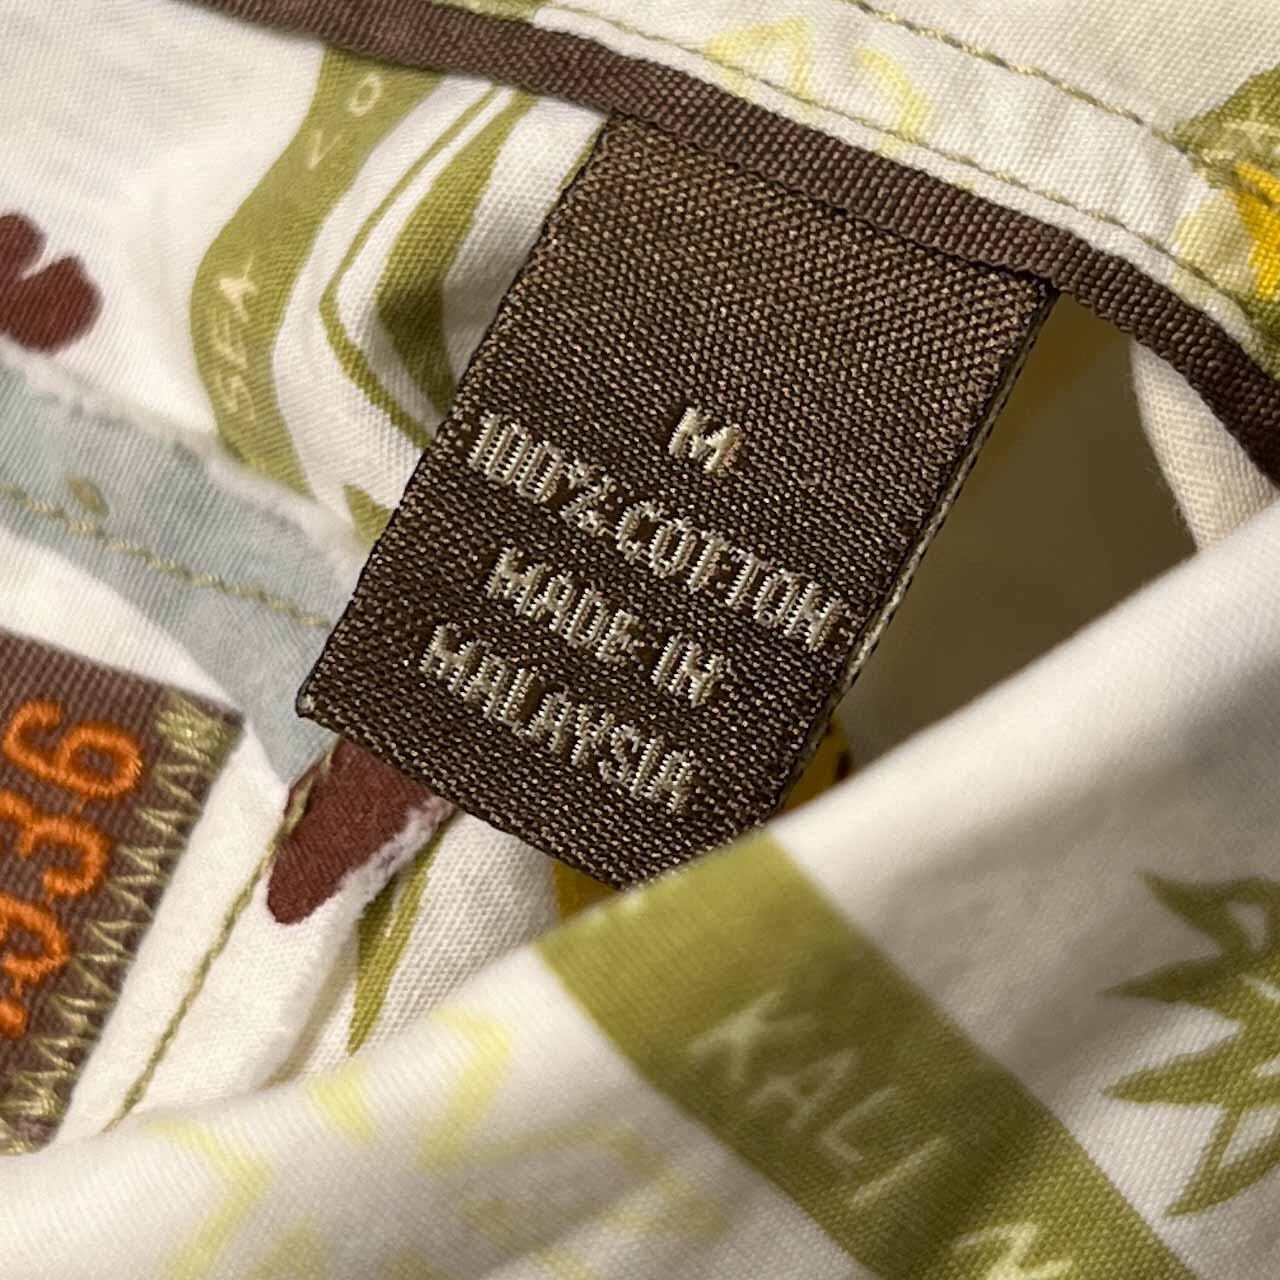 M
100% COTTON
MADE IN
MALAYSIA
936
KALI